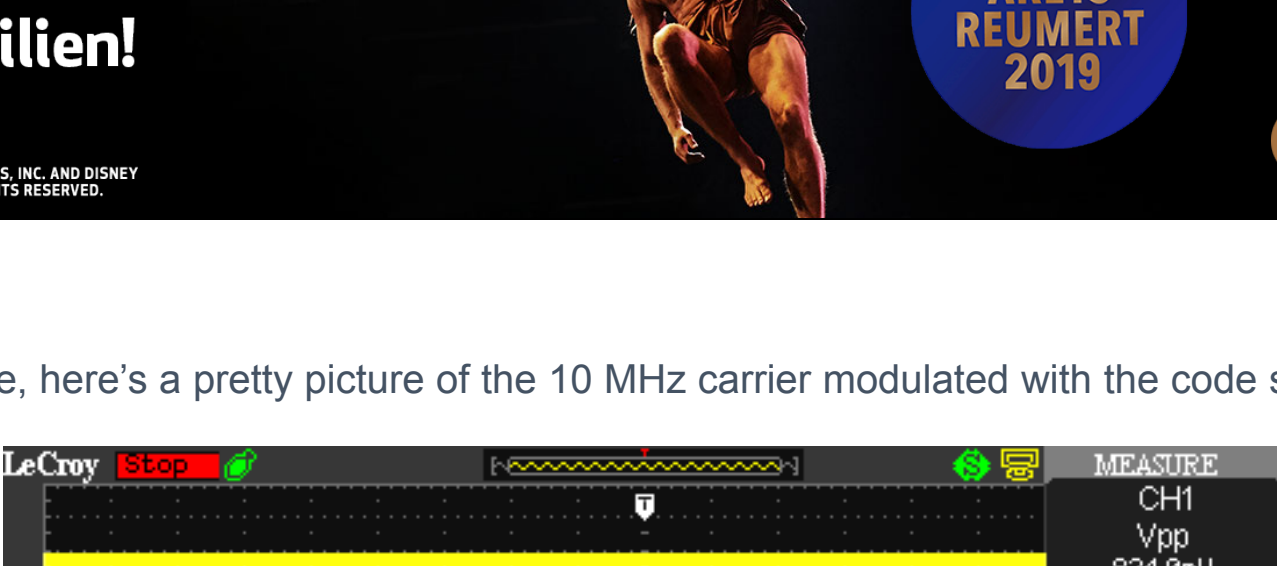 ilien!
REUMERT
2019
S, INC. AND DISNEY
TS RESERVED.
e, here's a pretty picture of the 10 MHz carrier modulated with the code s
LeCroy Stop MEASURE
T
CH1
Vpp